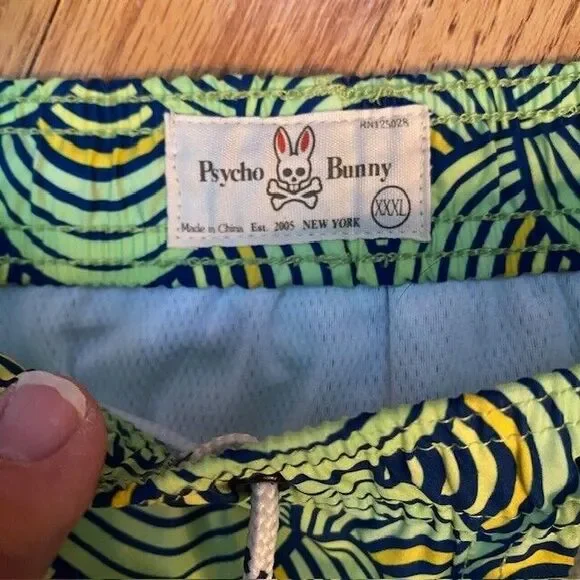 RN125028
Psycho Bunny
XXXL
Made in China Est. 2005 NEW YORK